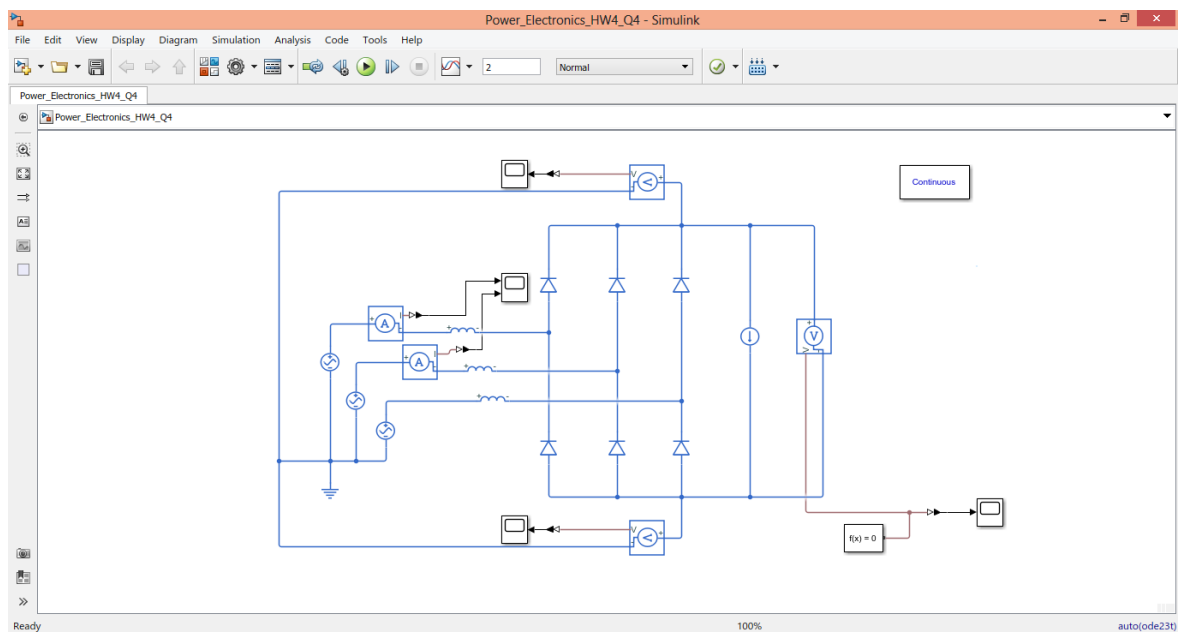 Power_Electronics_HW4_Q4 - Simulink
File Edit View Display Diagram Simulation Analysis Code Tools Help
2 Normal
Power_Electronics_HW4_Q4
Power_Electronics_HW4_Q4
Continuous
V +
+ A I -
+ -
+ A I -
+ -
+ -
+ V - V
V +
f(x) = 0
Ready 100% auto(ode23t)